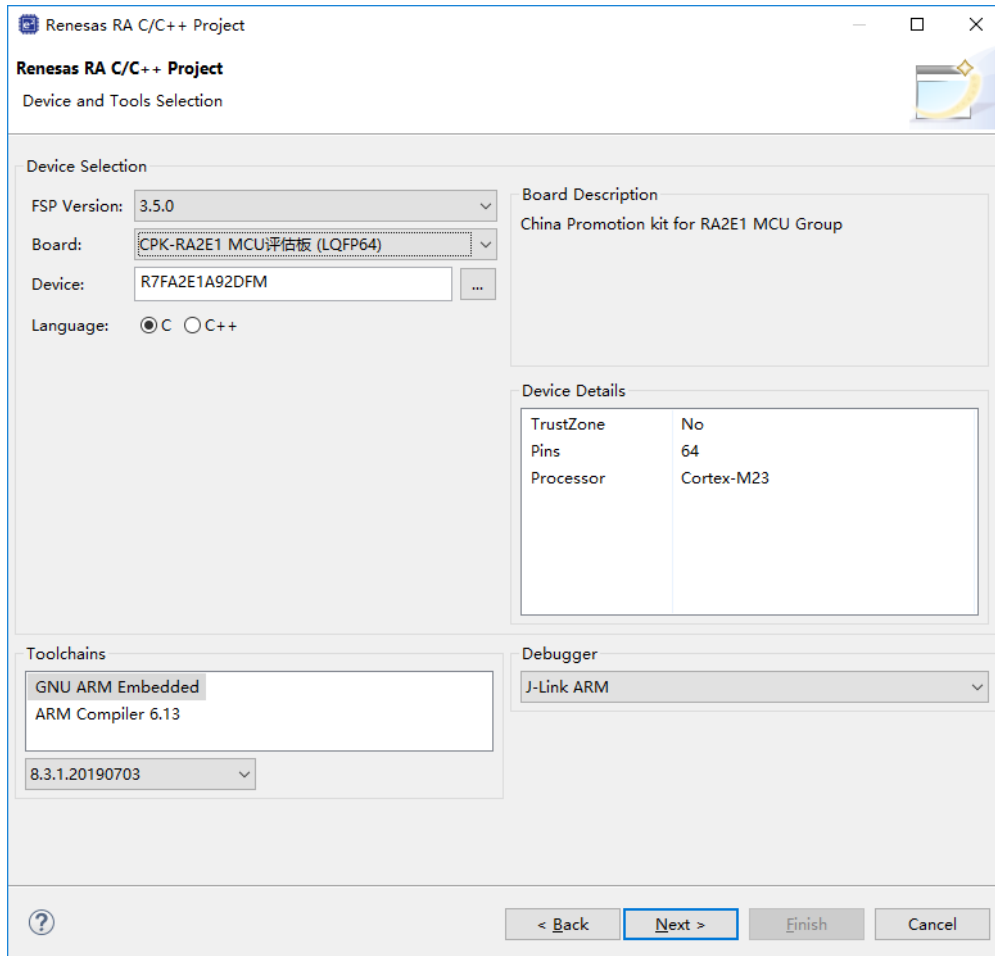 Renesas RA C/C++ Project
Renesas RA C/C++ Project
Device and Tools Selection
Device Selection
FSP Version: 3.5.0
Board: CPK-RA2E1 MCU评估板 (LQFP64)
Device: R7FA2E1A92DFM ...
Language: C C++
Board Description
China Promotion kit for RA2E1 MCU Group
Device Details
TrustZone No
Pins 64
Processor Cortex-M23
Toolchains
GNU ARM Embedded
ARM Compiler 6.13
8.3.1.20190703
Debugger
J-Link ARM
?
< Back Next > Finish Cancel